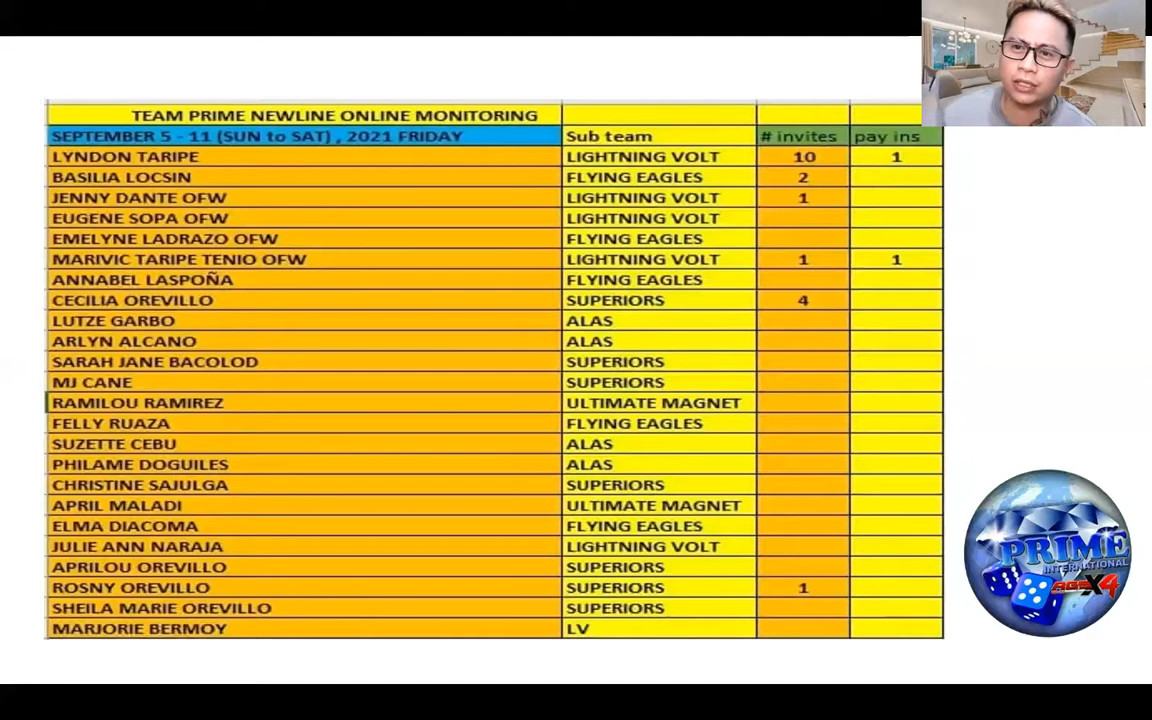 TEAM PRIME NEWLINE ONLINE MONITORING
SEPTEMBER 5 - 11 (SUN to SAT) , 2021 FRIDAY Sub team # invites pay ins
LYNDON TARIPE LIGHTNING VOLT 10 1
BASILIA LOCSIN FLYING EAGLES 2
JENNY DANTE OFW LIGHTNING VOLT 1
EUGENE SOPA OFW LIGHTNING VOLT
EMELYNE LADRAZO OFW FLYING EAGLES
MARIVIC TARIPE TENIO OFW LIGHTNING VOLT 1 1
ANNABEL LASPOÑA FLYING EAGLES
CECILIA OREVILLO SUPERIORS 4
LUTZE GARBO ALAS
ARLYN ALCANO ALAS
SARAH JANE BACOLOD SUPERIORS
MJ CANE SUPERIORS
RAMILOU RAMIREZ ULTIMATE MAGNET
FELLY RUAZA FLYING EAGLES
SUZETTE CEBU ALAS
PHILAME DOGUILES ALAS
CHRISTINE SAJULGA SUPERIORS
APRIL MALADI ULTIMATE MAGNET
ELMA DIACOMA FLYING EAGLES
JULIE ANN NARAJA LIGHTNING VOLT
APRILOU OREVILLO SUPERIORS
ROSNY OREVILLO SUPERIORS 1
SHEILA MARIE OREVILLO SUPERIORS
MARJORIE BERMOY LV
PRIME
INTERNATIONAL
X4